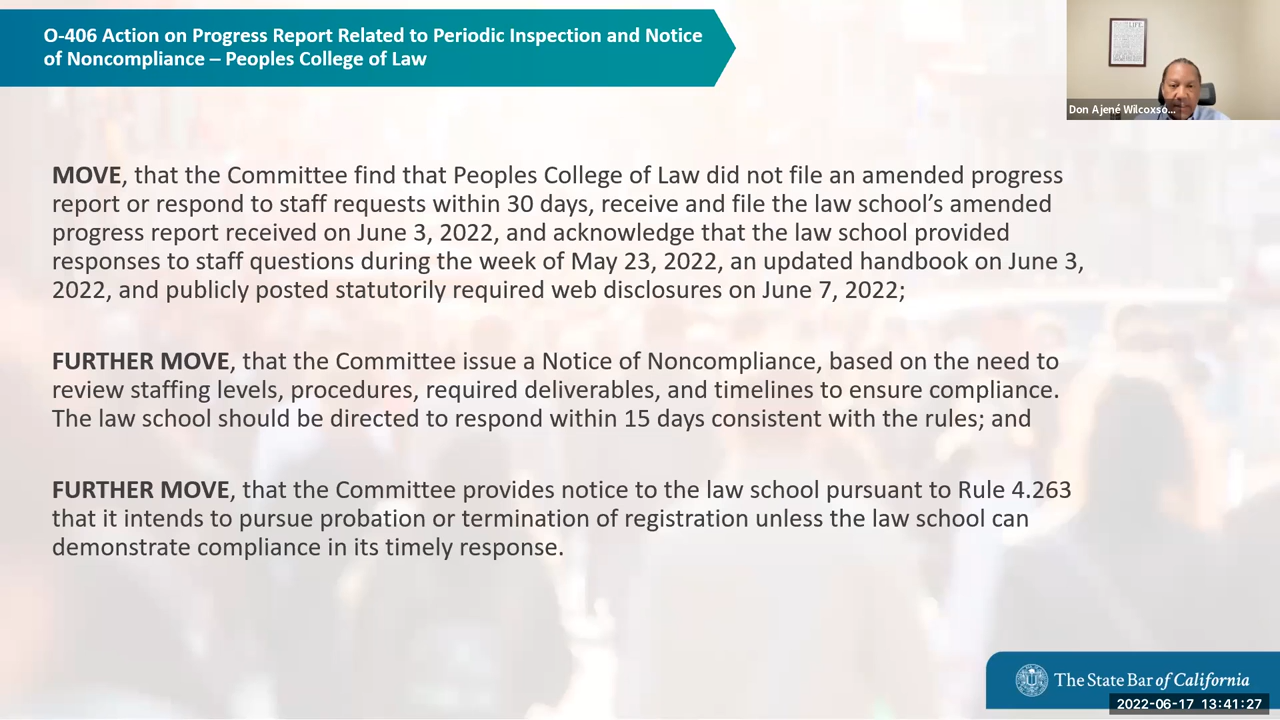 O-406 Action on Progress Report Related to Periodic Inspection and Notice
of Noncompliance – Peoples College of Law
LIFE
Don Ajené Wilcoxso...
MOVE, that the Committee find that Peoples College of Law did not file an amended progress
report or respond to staff requests within 30 days, receive and file the law school’s amended
progress report received on June 3, 2022, and acknowledge that the law school provided
responses to staff questions during the week of May 23, 2022, an updated handbook on June 3,
2022, and publicly posted statutorily required web disclosures on June 7, 2022;
FURTHER MOVE, that the Committee issue a Notice of Noncompliance, based on the need to
review staffing levels, procedures, required deliverables, and timelines to ensure compliance.
The law school should be directed to respond within 15 days consistent with the rules; and
FURTHER MOVE, that the Committee provides notice to the law school pursuant to Rule 4.263
that it intends to pursue probation or termination of registration unless the law school can
demonstrate compliance in its timely response.
The State Bar of California
2022-06-17 13:41:27